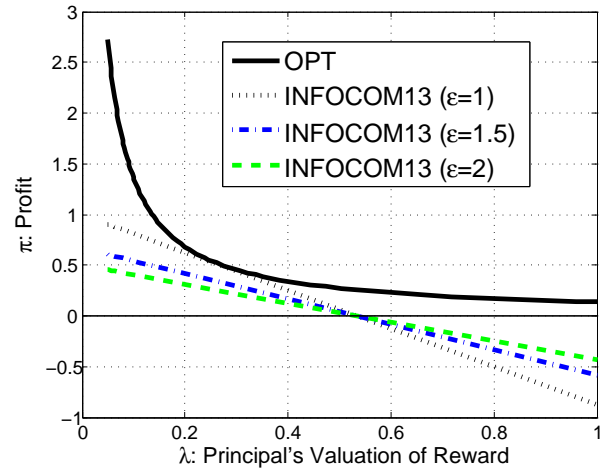 3
2.5
2
1.5
1
0.5
0
−0.5
−1
π: Profit
OPT
INFOCOM13 (ε=1)
INFOCOM13 (ε=1.5)
INFOCOM13 (ε=2)
0 0.2 0.4 0.6 0.8 1
λ: Principal's Valuation of Reward